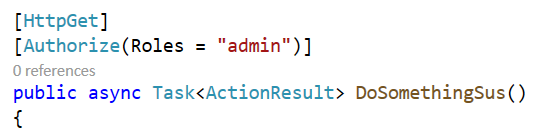 [HttpGet]
[Authorize(Roles = "admin")]
0 references
public async Task<ActionResult> DoSomethingSus()
{